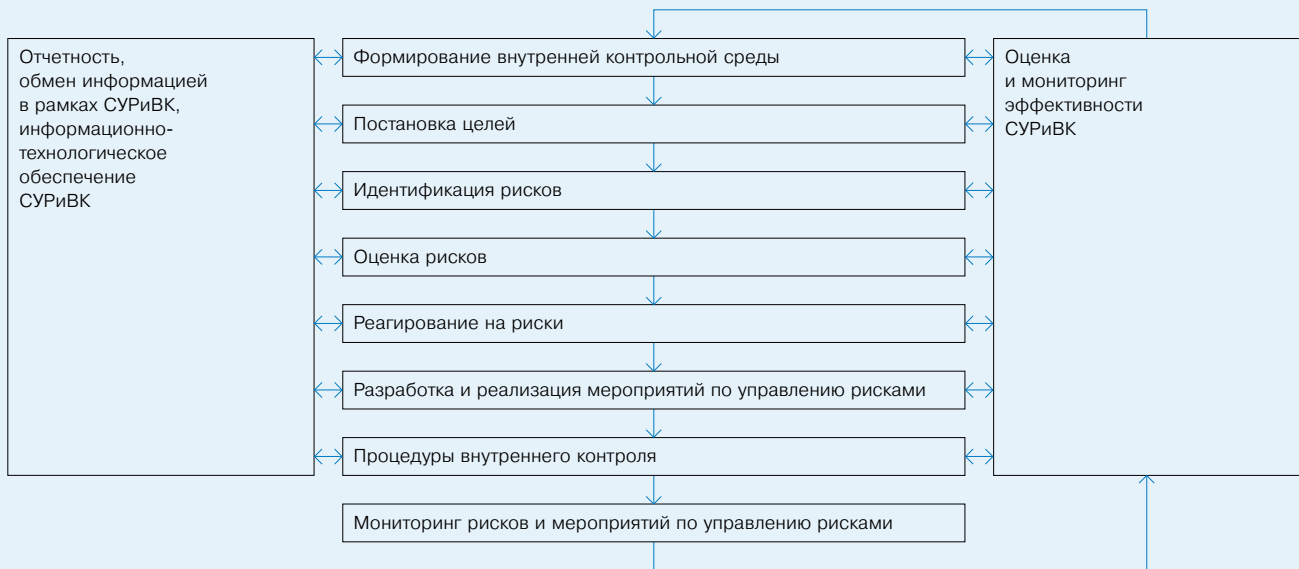 Отчетность,
обмен информацией
в рамках СУРиВК,
информационно-
технологическое
обеспечение
СУРиВК
Формирование внутренней контрольной среды
Постановка целей
Идентификация рисков
Оценка рисков
Реагирование на риски
Разработка и реализация мероприятий по управлению рисками
Процедуры внутреннего контроля
Мониторинг рисков и мероприятий по управлению рисками
Оценка
и мониторинг
эффективности
СУРиВК